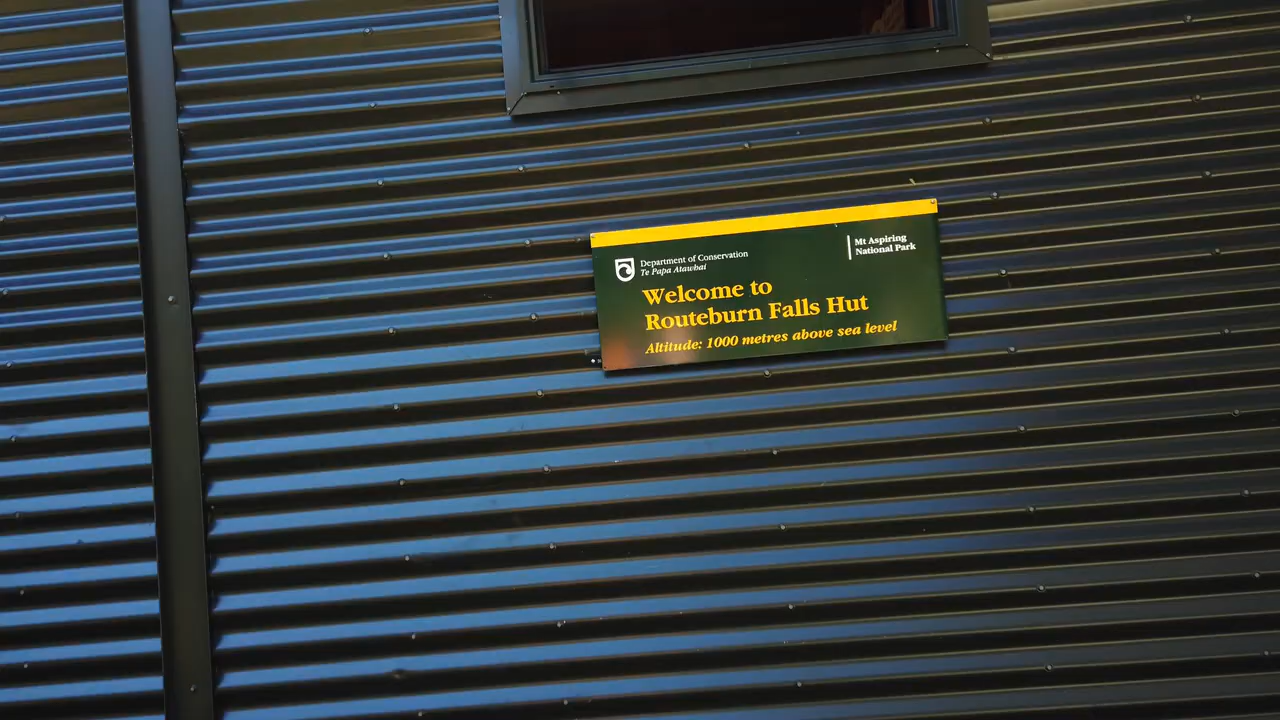 Department of Conservation
Te Papa Atawhai
Mt Aspiring
National Park
Welcome to
Routeburn Falls Hut
Altitude: 1000 metres above sea level